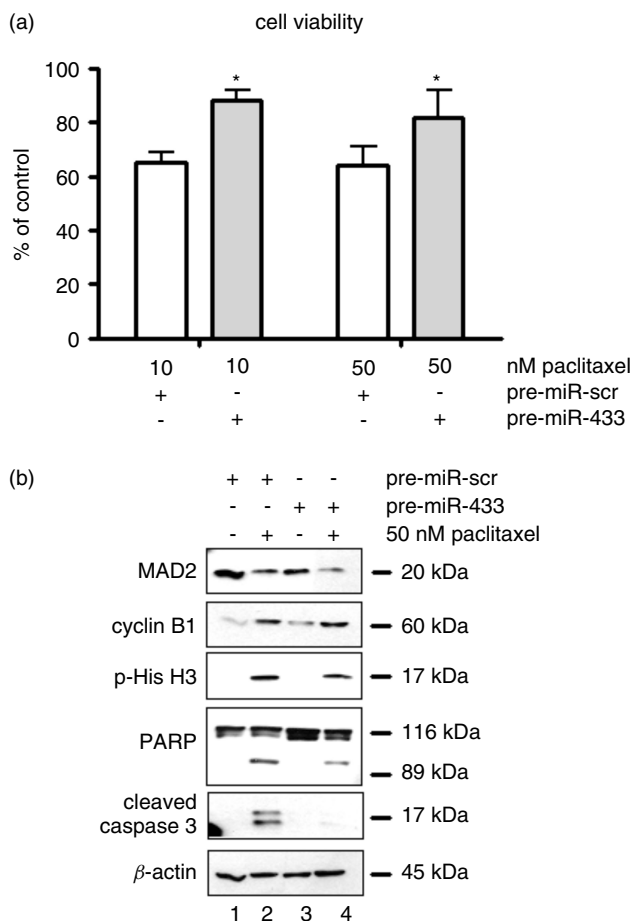 (a)
cell viability
% of control
100
80
60
40
20
0
10 10 50 50 nM paclitaxel
+ - + - pre-miR-scr
- + - + pre-miR-433
* *
(b)
+ + - - pre-miR-scr
- - + + pre-miR-433
- + - + 50 nM paclitaxel
MAD2 20 kDa
cyclin B1 60 kDa
p-His H3 17 kDa
PARP 116 kDa
89 kDa
cleaved
caspase 3 17 kDa
β-actin 45 kDa
1 2 3 4